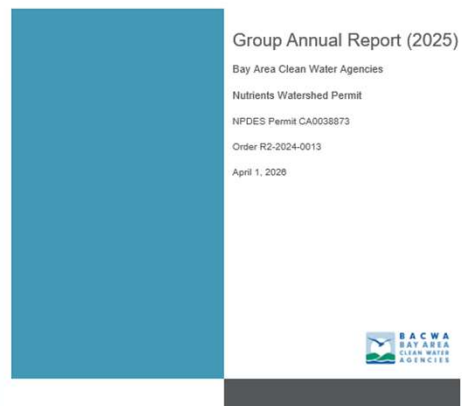 Group Annual Report (2025)
Bay Area Clean Water Agencies
Nutrients Watershed Permit
NPDES Permit CA0038873
Order R2-2024-0013
April 1, 2026
BACWA
BAY AREA
CLEAN WATER
AGENCIES